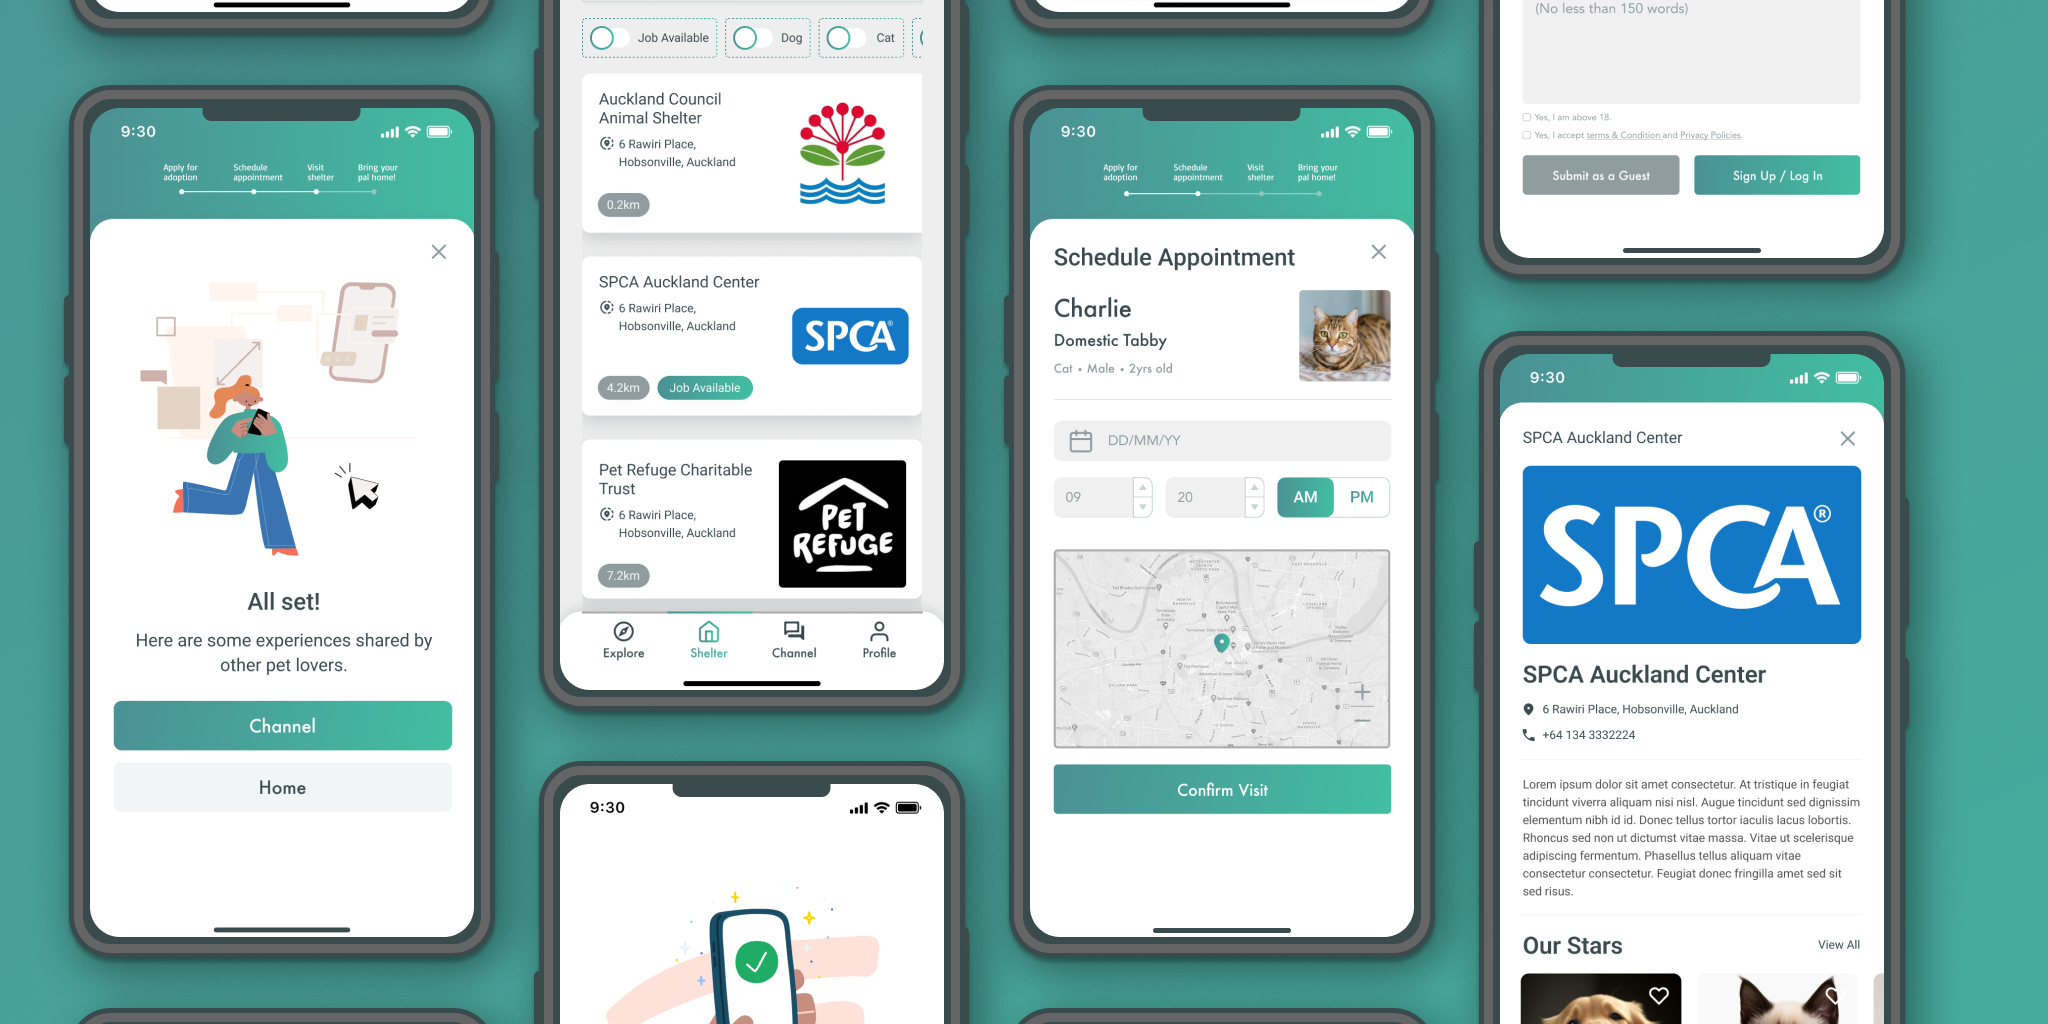 9:30
Apply for
adoption
Schedule
appointment
Visit
shelter
Bring your
pal home!
All set!
Here are some experiences shared by
other pet lovers.
Channel
Home
Job Available
Dog
Cat
Auckland Council
Animal Shelter
6 Rawiri Place,
Hobsonville, Auckland
0.2km
SPCA Auckland Center
6 Rawiri Place,
Hobsonville, Auckland
SPCA®
4.2km
Job Available
Pet Refuge Charitable
Trust
6 Rawiri Place,
Hobsonville, Auckland
PET
REFUGE
7.2km
Explore
Shelter
Channel
Profile
9:30
9:30
Apply for
adoption
Schedule
appointment
Visit
shelter
Bring your
pal home!
Schedule Appointment
Charlie
Domestic Tabby
Cat • Male • 2yrs old
DD/MM/YY
09
20
AM
PM
Confirm Visit
(No less than 150 words)
Yes, I am above 18.
Yes, I accept terms & Condition and Privacy Policies.
Submit as a Guest
Sign Up / Log In
9:30
SPCA Auckland Center
SPCA®
SPCA Auckland Center
6 Rawiri Place, Hobsonville, Auckland
+64 134 3332224
Lorem ipsum dolor sit amet consectetur. At tristique in feugiat
tincidunt viverra aliquam nisi nisl. Augue tincidunt sed dignissim
elementum nibh id id. Donec tellus tortor iaculis lacus lobortis.
Rhoncus sed non ut dictumst vitae massa. Vitae ut scelerisque
adipiscing fermentum. Phasellus tellus aliquam vitae
consectetur consectetur. Feugiat donec fringilla amet sed sit
sed risus.
Our Stars
View All